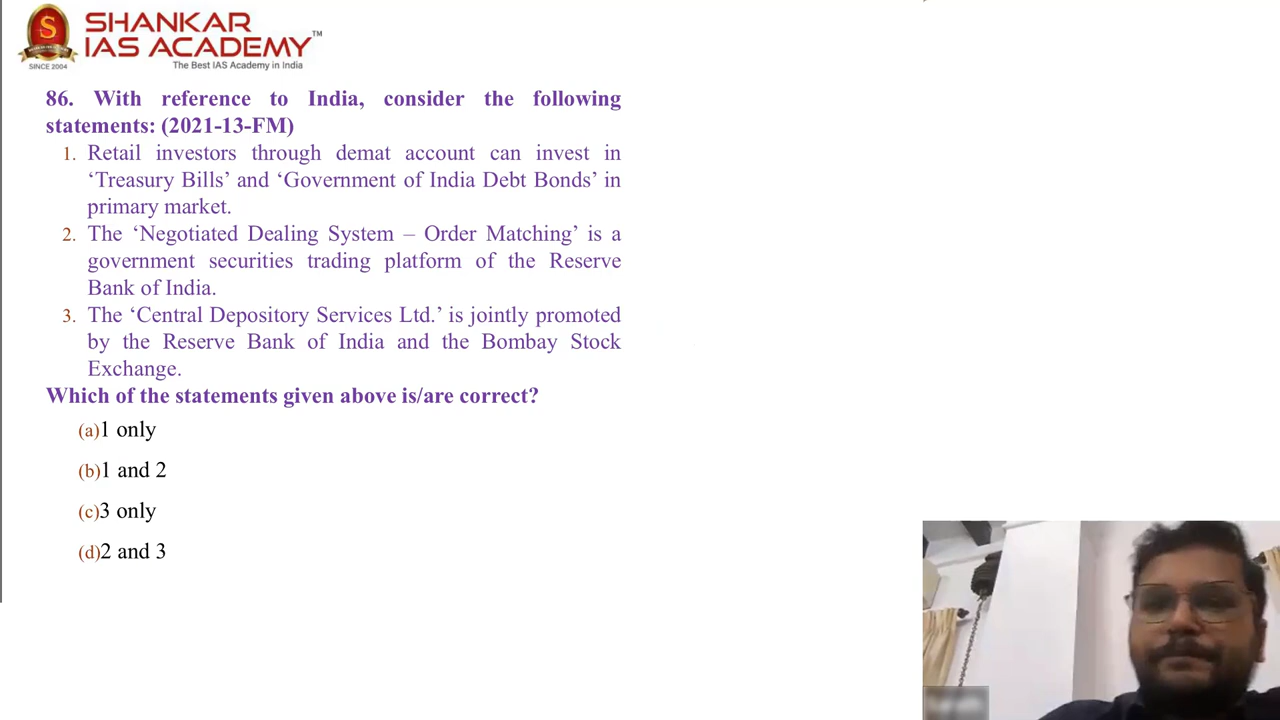 SHANKAR
IAS ACADEMY™
The Best IAS Academy in India
S
SINCE 2004
86. With reference to India, consider the following
statements: (2021-13-FM)
1. Retail investors through demat account can invest in
‘Treasury Bills’ and ‘Government of India Debt Bonds’ in
primary market.
2. The ‘Negotiated Dealing System – Order Matching’ is a
government securities trading platform of the Reserve
Bank of India.
3. The ‘Central Depository Services Ltd.’ is jointly promoted
by the Reserve Bank of India and the Bombay Stock
Exchange.
Which of the statements given above is/are correct?
(a)1 only
(b)1 and 2
(c)3 only
(d)2 and 3